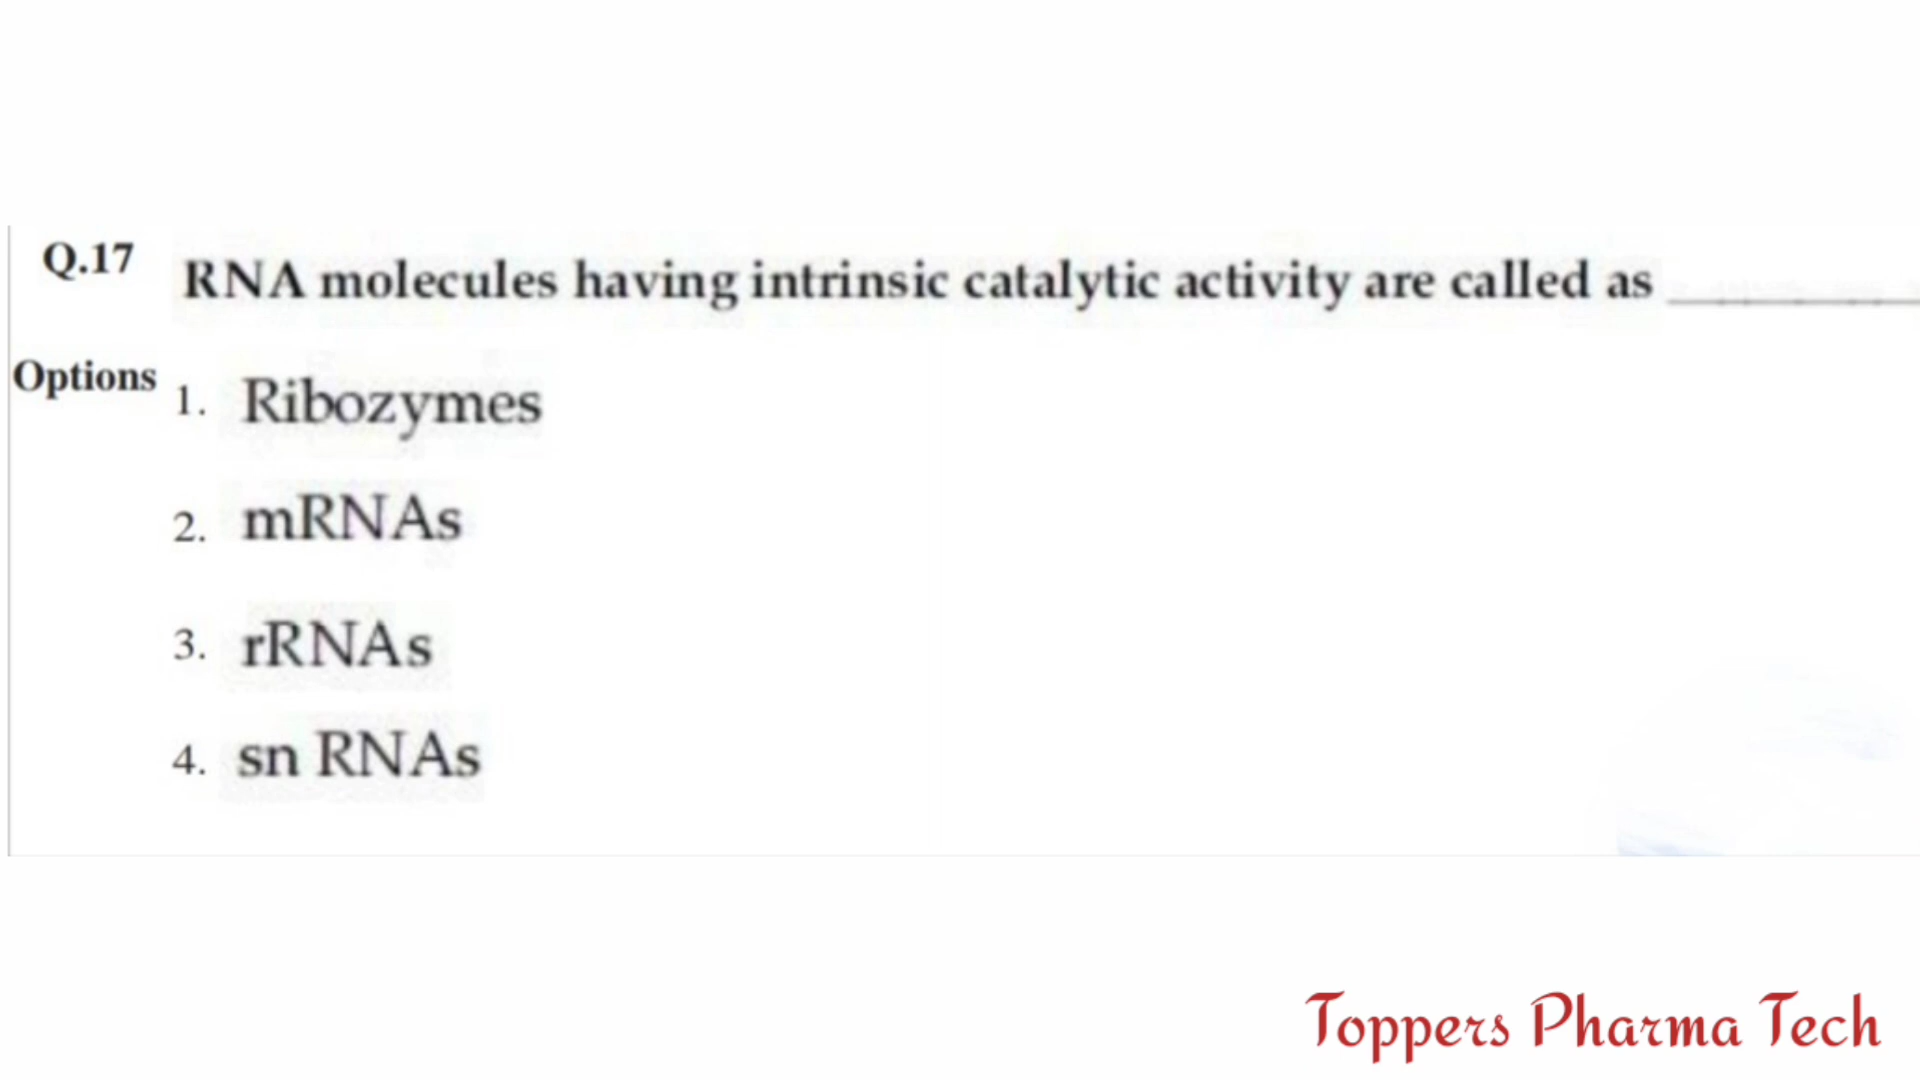 Q.17 RNA molecules having intrinsic catalytic activity are called as ________
Options 1. Ribozymes
2. mRNAs
3. rRNAs
4. sn RNAs
Toppers Pharma Tech